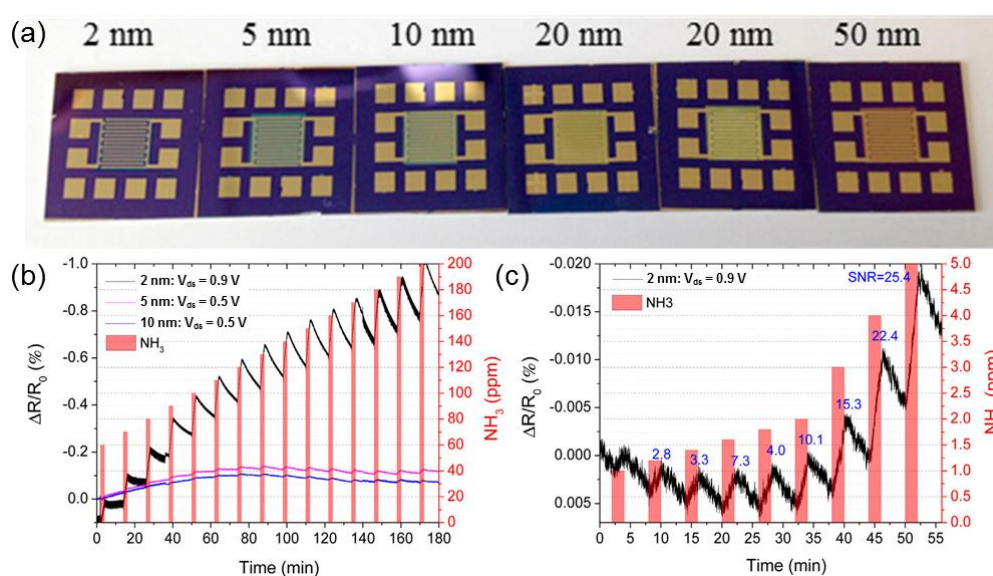 (a)
2 nm 5 nm 10 nm 20 nm 20 nm 50 nm
(b)
2 nm: Vds = 0.9 V
5 nm: Vds = 0.5 V
10 nm: Vds = 0.5 V
NH3
-1.0
-0.8
-0.6
-0.4
-0.2
0.0
ΔR/R0 (%)
200
180
160
140
120
100
80
60
40
20
0
NH3 (ppm)
0 20 40 60 80 100 120 140 160 180
Time (min)
(c)
2 nm: Vds = 0.9 V
NH3
SNR=25.4
22.4
15.3
10.1
4.0
7.3
3.3
2.8
-0.020
-0.015
-0.010
-0.005
0.000
0.005
ΔR/R0 (%)
5.0
4.5
4.0
3.5
3.0
2.5
2.0
1.5
1.0
0.5
0.0
NH (ppm)
0 5 10 15 20 25 30 35 40 45 50 55
Time (min)